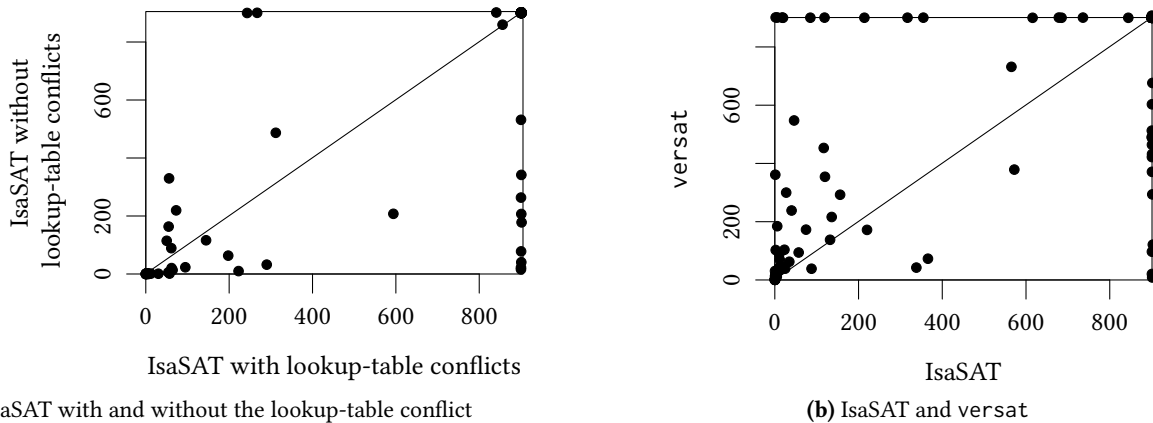 IsaSAT without
lookup-table conflicts
600
200
0
0
200
400
600
800
IsaSAT with lookup-table conflicts
aSAT with and without the lookup-table conflict
versat
600
200
0
0
200
400
600
800
IsaSAT
(b) IsaSAT and versat